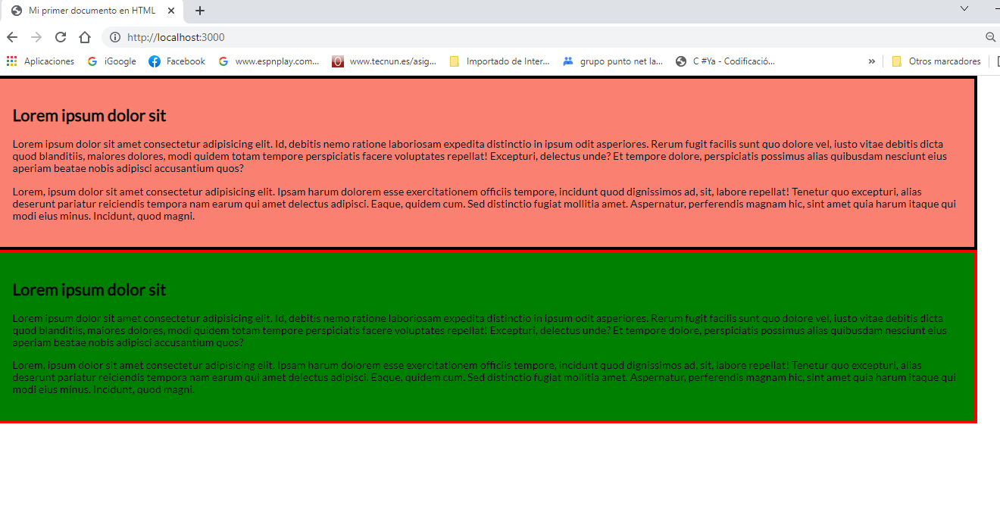 Mi primer documento en HTML
http://localhost:3000
Aplicaciones iGoogle Facebook www.espnplay.com... www.tecnun.es/asig... Importado de Inter... grupo punto net la... C #Ya - Codificació... » Otros marcadores
Lorem ipsum dolor sit
Lorem ipsum dolor sit amet consectetur adipisicing elit. Id, debitis nemo ratione laboriosam expedita distinctio in ipsum odit asperiores. Rerum fugit facilis sunt quo dolore vel, iusto vitae debitis dicta
quod blanditiis, maiores dolores, modi quidem totam tempore perspiciatis facere voluptates repellat! Excepturi, delectus unde? Et tempore dolore, perspiciatis possimus alias quibusdam nesciunt eius
aperiam beatae nobis adipisci accusantium quos?
Lorem, ipsum dolor sit amet consectetur adipisicing elit. Ipsam harum dolorem esse exercitationem officiis tempore, incidunt quod dignissimos ad, sit, labore repellat! Tenetur quo exercitationem, alias
deserunt pariatur reiciendis tempora nam earum qui amet delectus adipisci. Eaque, quidem cum. Sed distinctio fugiat mollitia amet. Aspernatur, perferendis magnam hic, sint amet quia harum itaque qui
modi eius minus. Incidunt, quod magni.
Lorem ipsum dolor sit
Lorem ipsum dolor sit amet consectetur adipisicing elit. Id, debitis nemo ratione laboriosam expedita distinctio in ipsum odit asperiores. Rerum fugit facilis sunt quo dolore vel, iusto vitae debitis dicta
quod blanditiis, maiores dolores, modi quidem totam tempore perspiciatis facere voluptates repellat! Excepturi, delectus unde? Et tempore dolore, perspiciatis possimus alias quibusdam nesciunt eius
aperiam beatae nobis adipisci accusantium quos?
Lorem, ipsum dolor sit amet consectetur adipisicing elit. Ipsam harum dolorem esse exercitationem officiis tempore, incidunt quod dignissimos ad, sit, labore repellat! Tenetur quo exercitationem, alias
deserunt pariatur reiciendis tempora nam earum qui amet delectus adipisci. Eaque, quidem cum. Sed distinctio fugiat mollitia amet. Aspernatur, perferendis magnam hic, sint amet quia harum itaque qui
modi eius minus. Incidunt, quod magni.